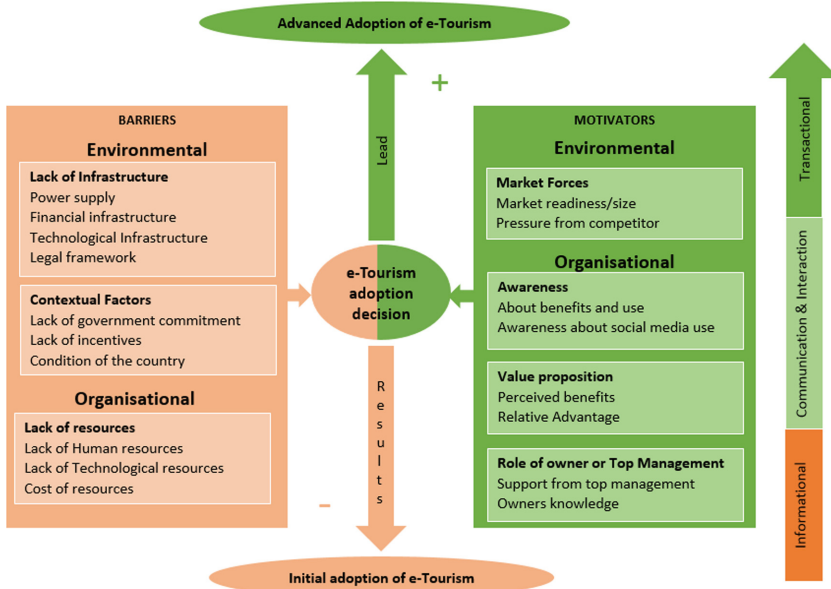 Advanced Adoption of e-Tourism
+
Lead
BARRIERS
Environmental
Lack of Infrastructure
Power supply
Financial infrastructure
Technological Infrastructure
Legal framework
Contextual Factors
Lack of government commitment
Lack of incentives
Condition of the country
Organisational
Lack of resources
Lack of Human resources
Lack of Technological resources
Cost of resources
e-Tourism
adoption
decision
Results
–
MOTIVATORS
Environmental
Market Forces
Market readiness/size
Pressure from competitor
Organisational
Awareness
About benefits and use
Awareness about social media use
Value proposition
Perceived benefits
Relative Advantage
Role of owner or Top Management
Support from top management
Owners knowledge
Transactional
Communication & Interaction
Informational
Initial adoption of e-Tourism